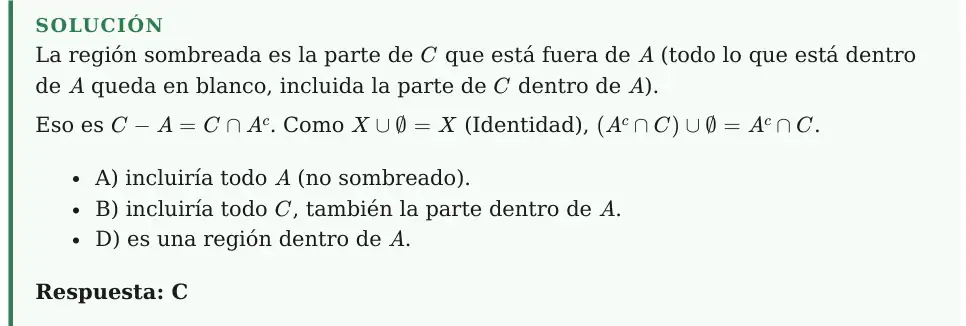 SOLUCIÓN
La región sombreada es la parte de C que está fuera de A (todo lo que está dentro
de A queda en blanco, incluida la parte de C dentro de A).
Eso es C − A = C ∩ Aᶜ. Como X ∪ ∅ = X (Identidad), (Aᶜ ∩ C) ∪ ∅ = Aᶜ ∩ C.
• A) incluiría todo A (no sombreado).
• B) incluiría todo C, también la parte dentro de A.
• D) es una región dentro de A.
Respuesta: C